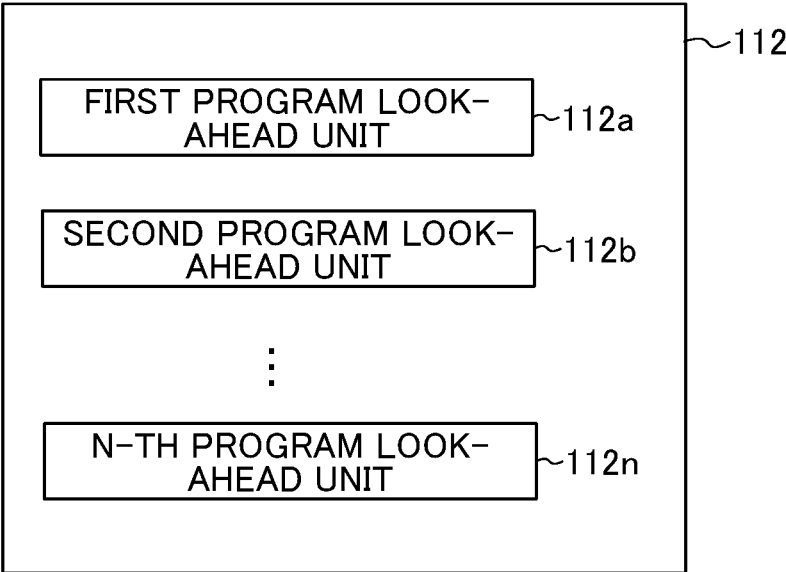 112
FIRST PROGRAM LOOK-
AHEAD UNIT
112a
SECOND PROGRAM LOOK-
AHEAD UNIT
112b
⋮
N-TH PROGRAM LOOK-
AHEAD UNIT
112n